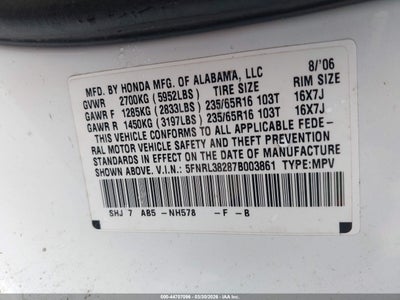 MFD. BY HONDA MFG. OF ALABAMA, LLC 8/'06
GVWR 2700KG (5952LBS) TIRE SIZE RIM SIZE
GAWR F 1285KG (2833LBS) 235/65R16 103T 16X7J
GAWR R 1450KG (3197LBS) 235/65R16 103T 16X7J
THIS VEHICLE CONFORMS TO ALL APPLICABLE FEDE-
RAL MOTOR VEHICLE SAFETY AND THEFT PREVENTION
STANDARDS IN EFFECT ON THE DATE OF MANUFACTURE
SHOWN ABOVE. V.I.N.: 5FNRL38287B003861 TYPE:MPV
SHJ 7 AB5 -NH578 -F -B